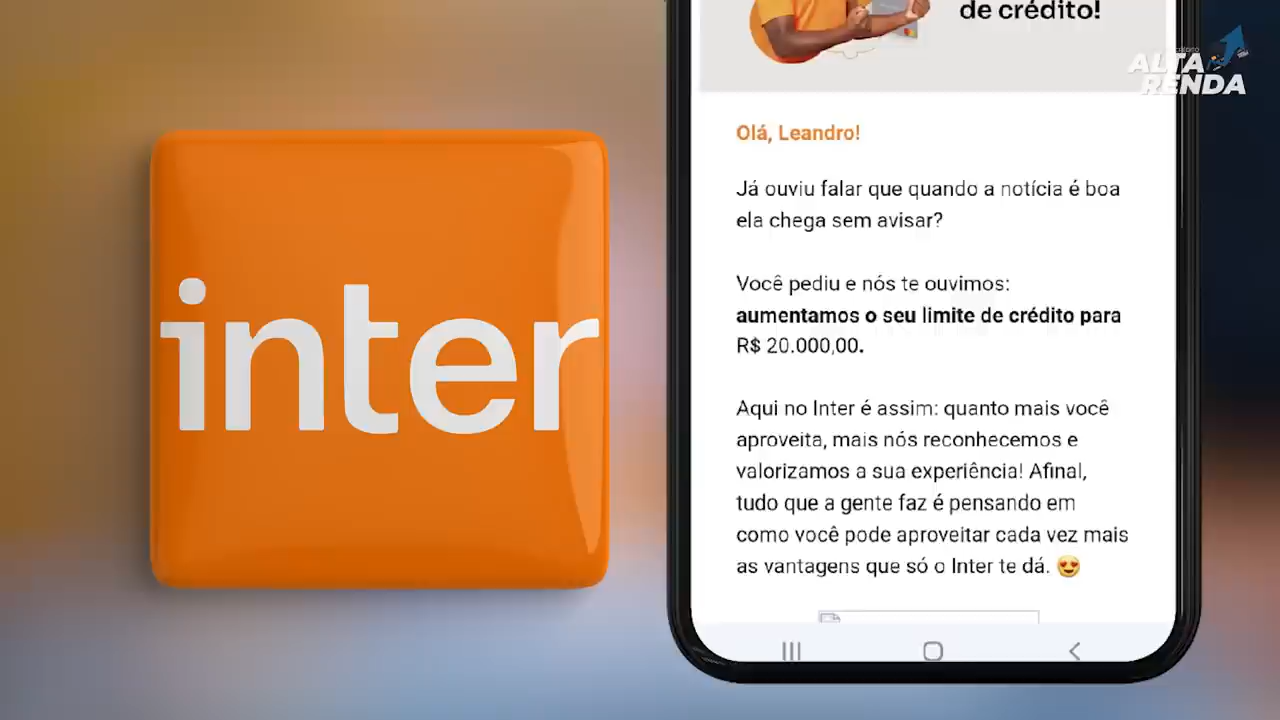 de crédito!
ALTA
RENDA
inter
Olá, Leandro!
Já ouviu falar que quando a notícia é boa
ela chega sem avisar?
Você pediu e nós te ouvimos:
aumentamos o seu limite de crédito para
R$ 20.000,00.
Aqui no Inter é assim: quanto mais você
aproveita, mais nós reconhecemos e
valorizamos a sua experiência! Afinal,
tudo que a gente faz é pensando em
como você pode aproveitar cada vez mais
as vantagens que só o Inter te dá. 😍